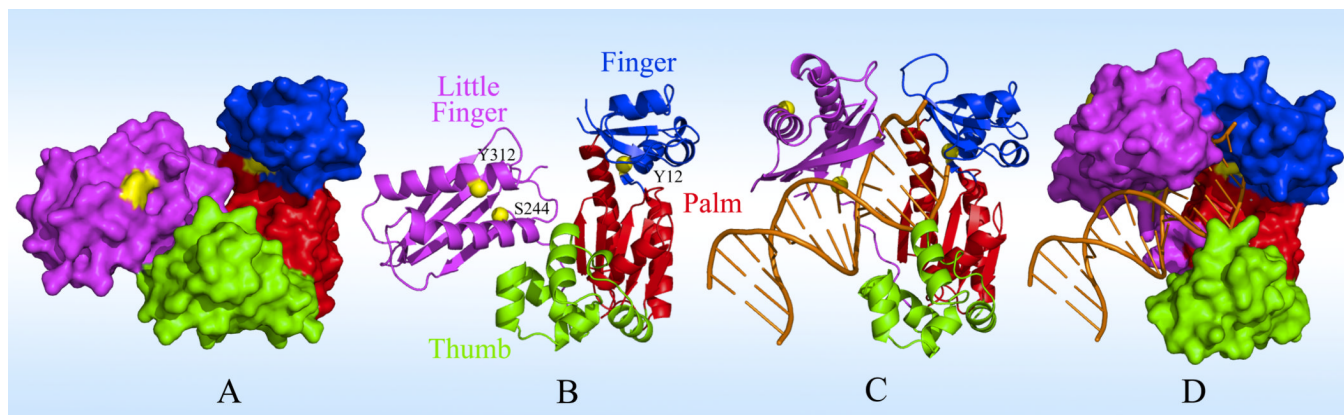 Little
Finger
Finger
Y312
Y12
S244
Palm
Thumb
A
B
C
D